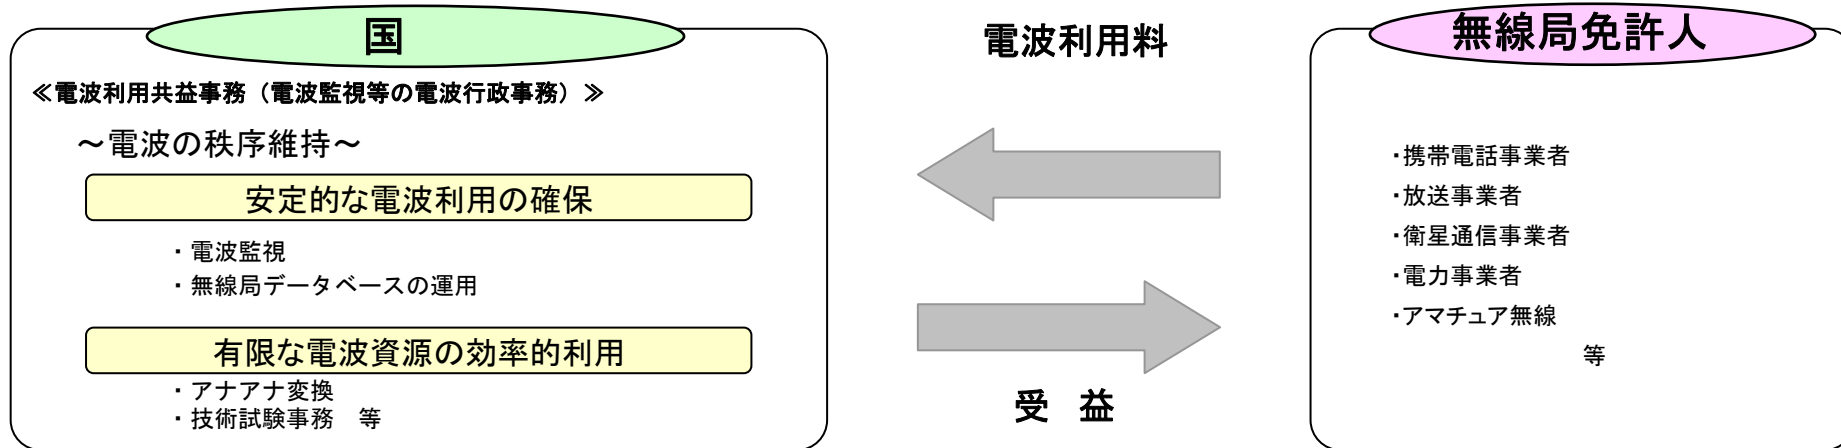 国
≪電波利用共益事務（電波監視等の電波行政事務）≫
～電波の秩序維持～
安定的な電波利用の確保
・電波監視
・無線局データベースの運用
有限な電波資源の効率的利用
・アナアナ変換
・技術試験事務　等
電波利用料
受　益
無線局免許人
・携帯電話事業者
・放送事業者
・衛星通信事業者
・電力事業者
・アマチュア無線
等